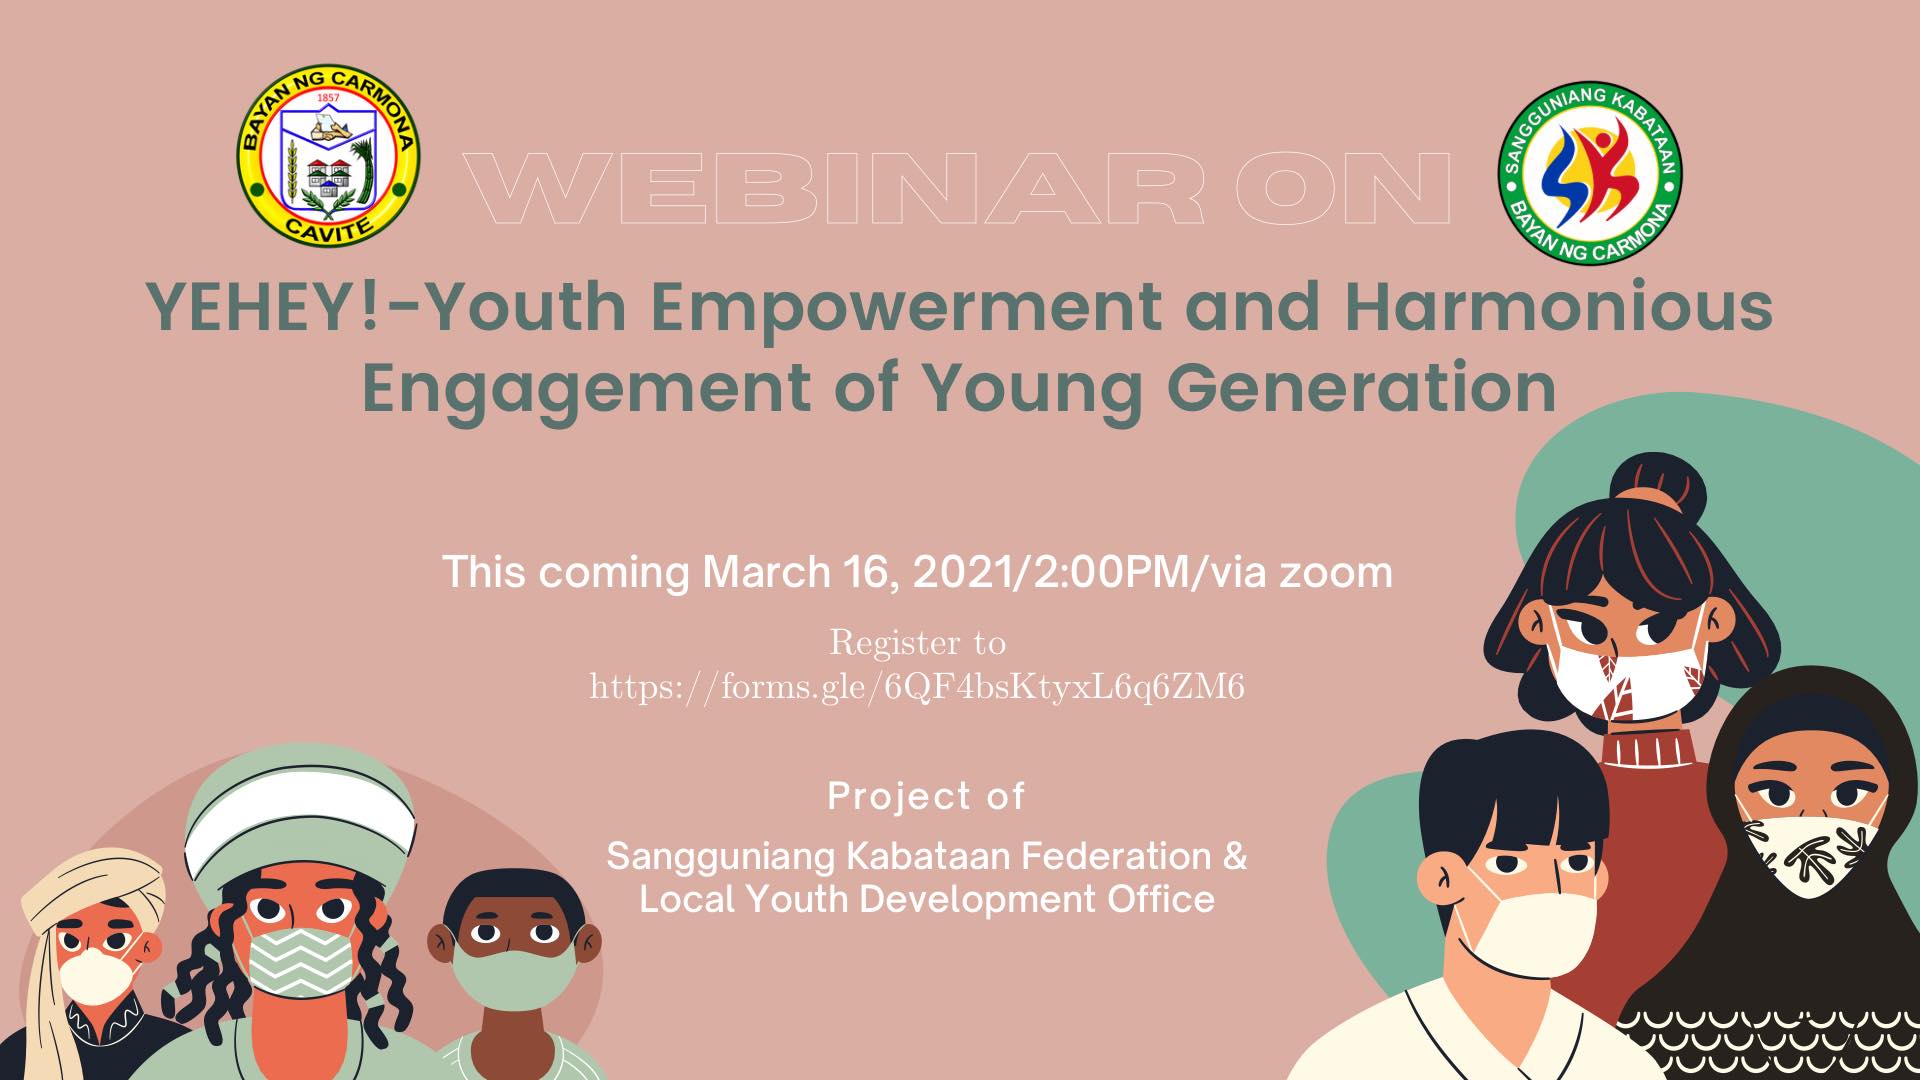 BAYAN NG CARMONA
1857
CAVITE
SANGGUNIANG KABATAAN
BAYAN NG CARMONA
WEBINAR ON
YEHEY!-Youth Empowerment and Harmonious
Engagement of Young Generation
This coming March 16, 2021/2:00PM/via zoom
Register to
https://forms.gle/6QF4bsKtyxL6q6ZM6
Project of
Sangguniang Kabataan Federation &
Local Youth Development Office